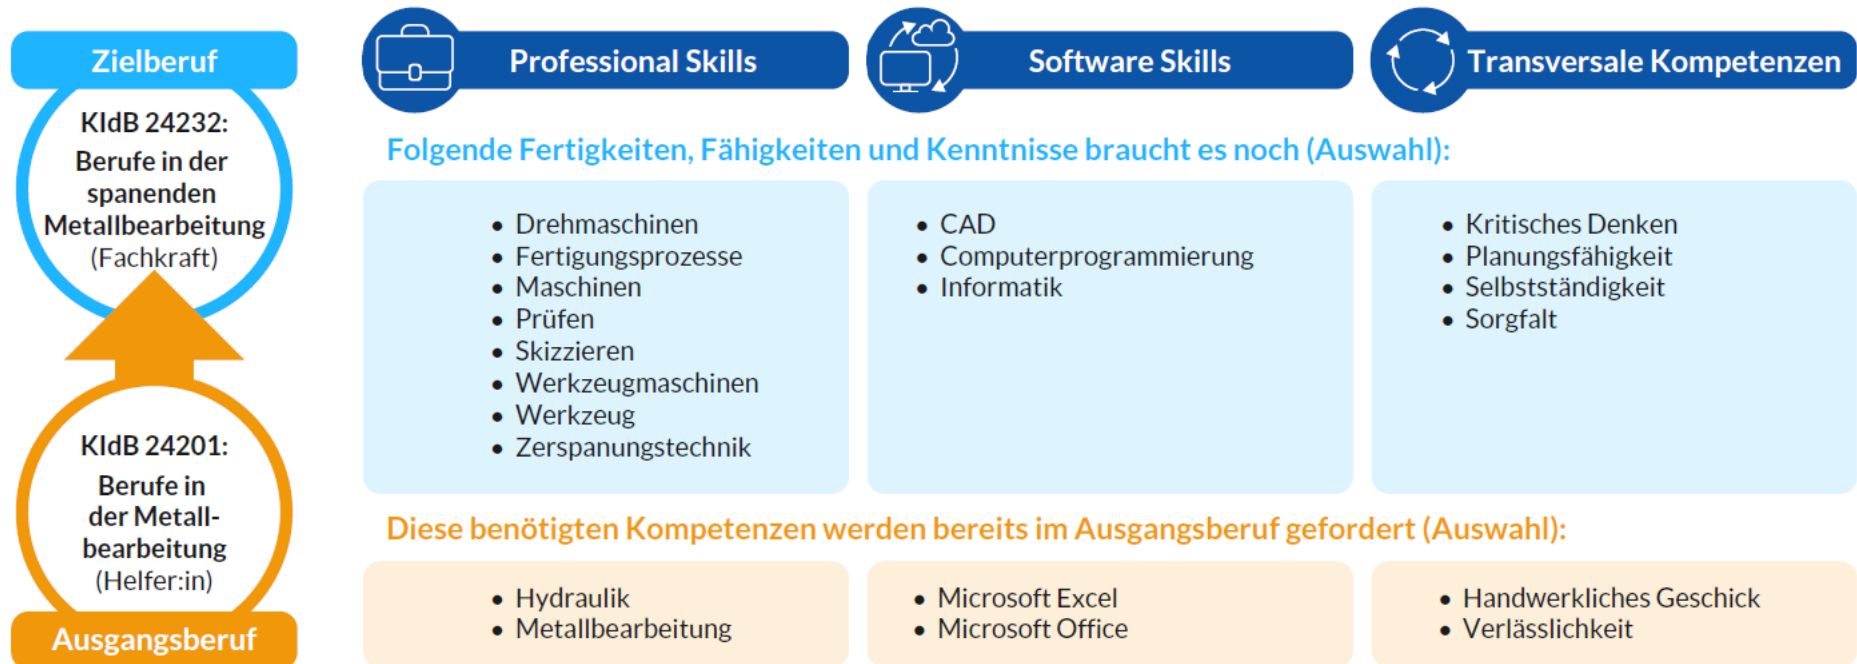 Zielberuf
KIdB 24232:
Berufe in der
spanenden
Metallbearbeitung
(Fachkraft)
KIdB 24201:
Berufe in
der Metall-
bearbeitung
(Helfer:in)
Ausgangsberuf
Professional Skills
Software Skills
Transversale Kompetenzen
Folgende Fertigkeiten, Fähigkeiten und Kenntnisse braucht es noch (Auswahl):
• Drehmaschinen
• Fertigungsprozesse
• Maschinen
• Prüfen
• Skizzieren
• Werkzeugmaschinen
• Werkzeug
• Zerspanungstechnik
• CAD
• Computerprogrammierung
• Informatik
• Kritisches Denken
• Planungsfähigkeit
• Selbstständigkeit
• Sorgfalt
Diese benötigten Kompetenzen werden bereits im Ausgangsberuf gefordert (Auswahl):
• Hydraulik
• Metallbearbeitung
• Microsoft Excel
• Microsoft Office
• Handwerkliches Geschick
• Verlässlichkeit